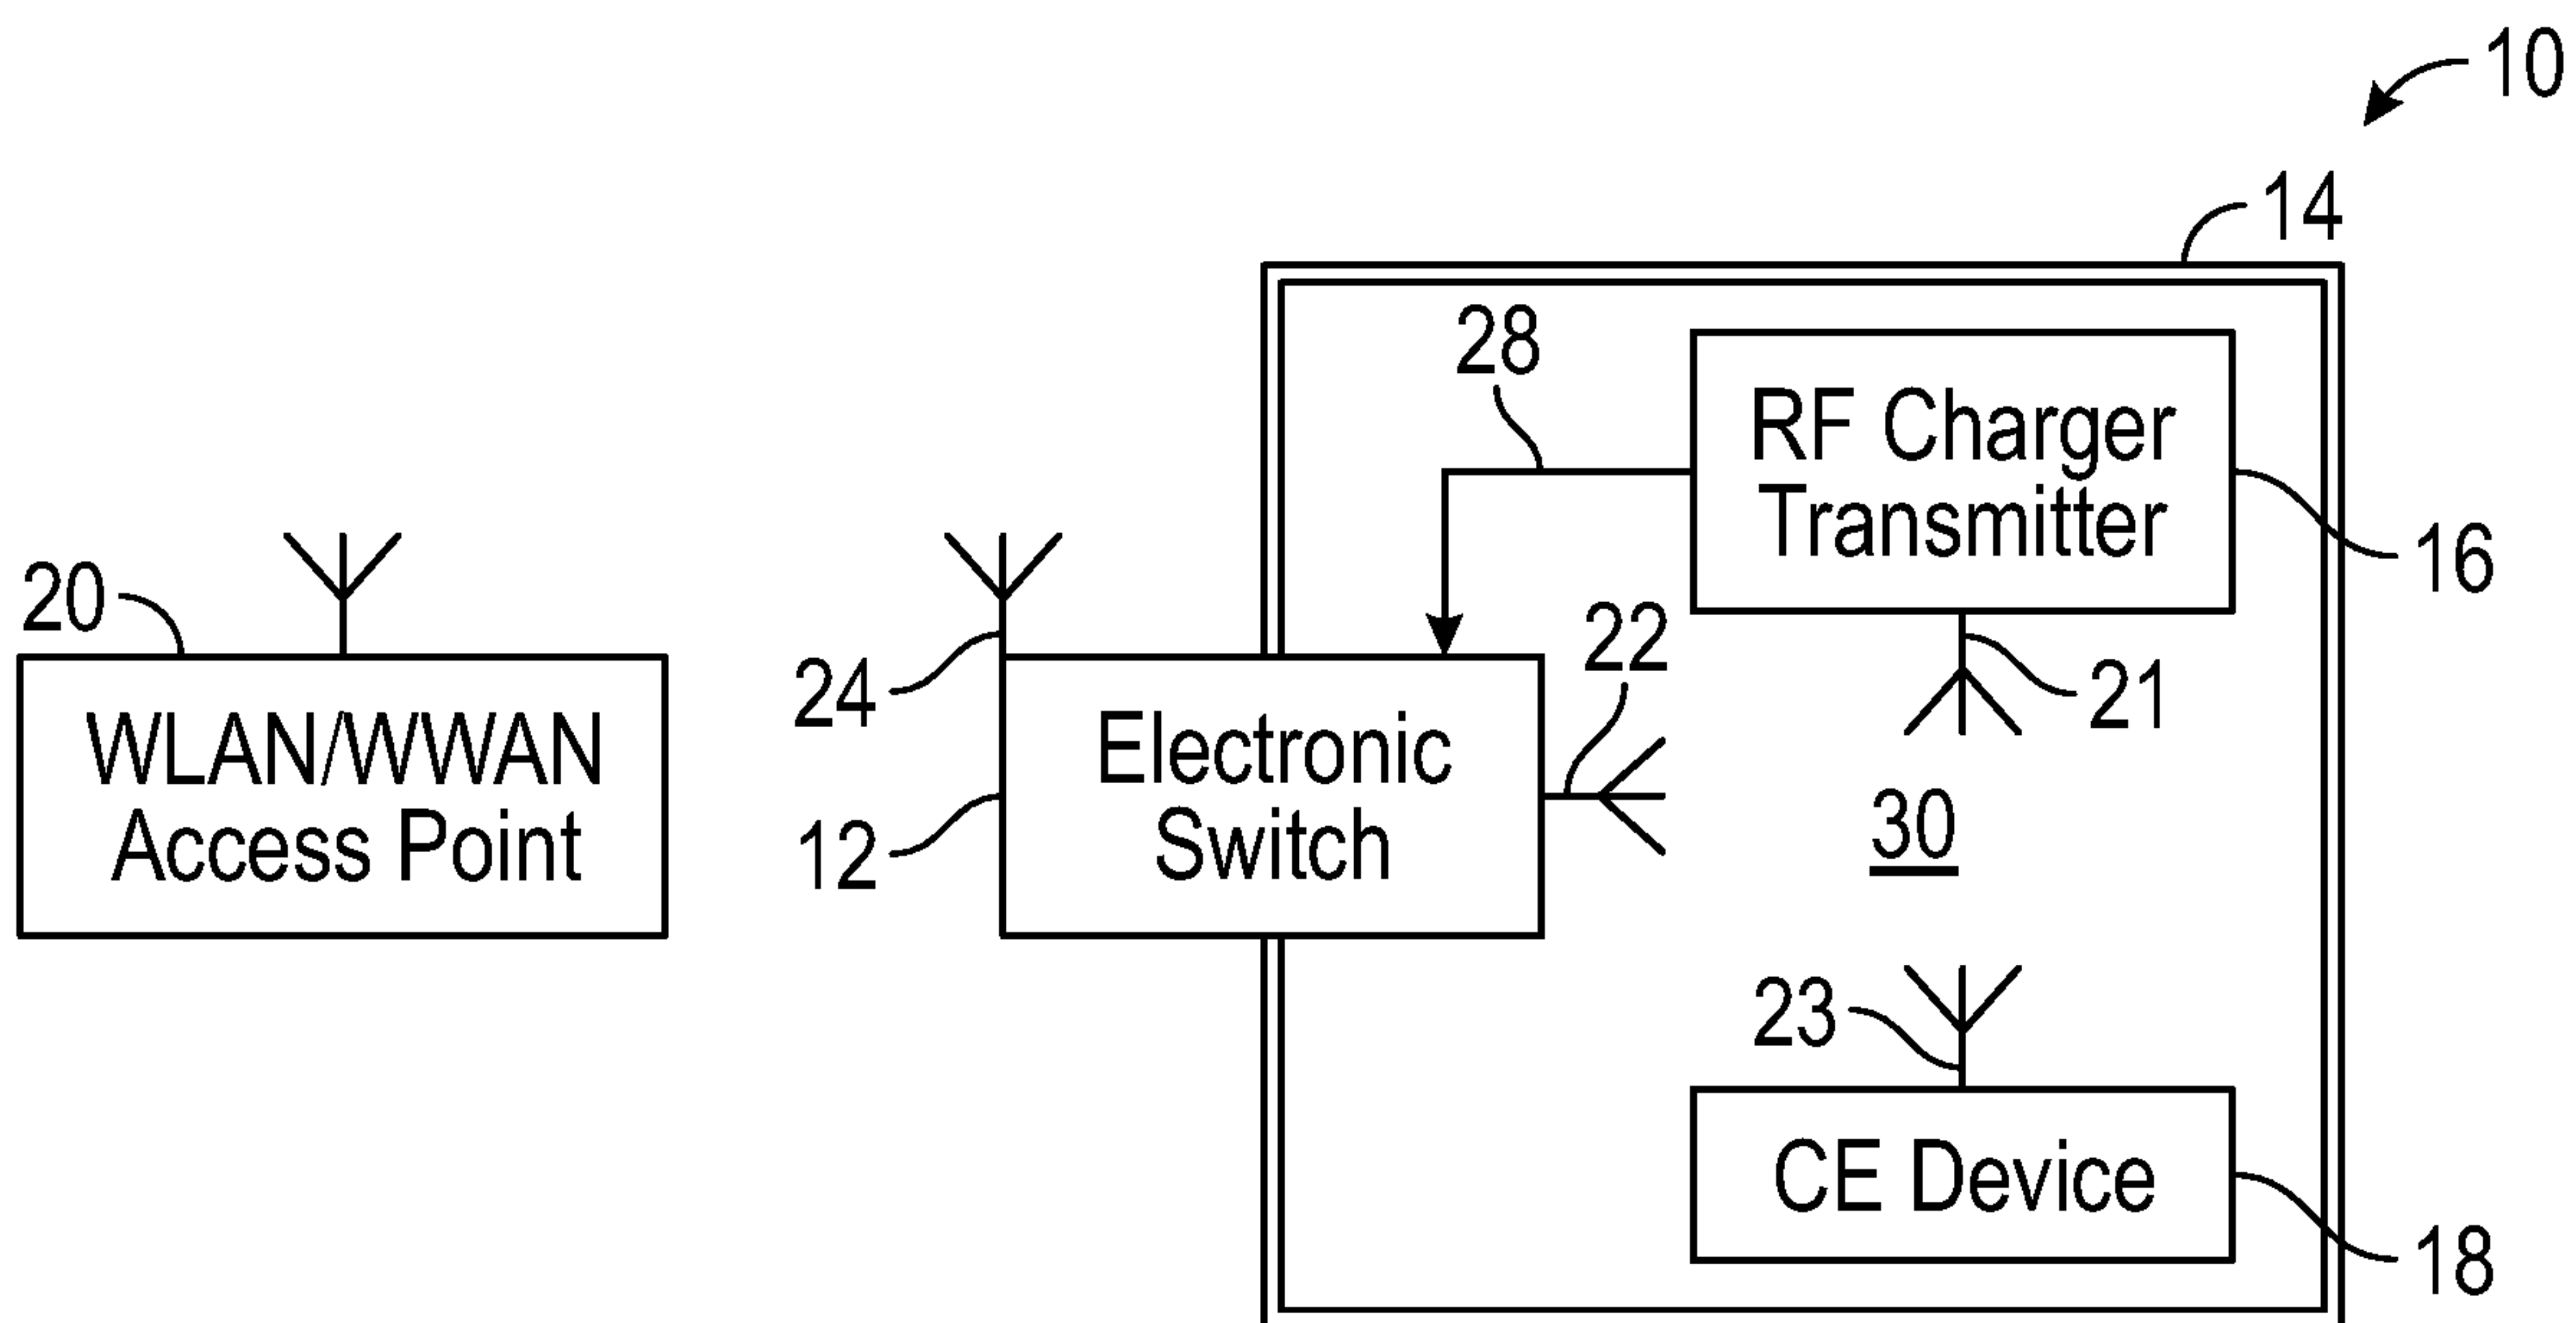 10
14
28
RF Charger
Transmitter
16
20
24
22
21
WLAN/WWAN
Access Point
Electronic
Switch
12
30
23
CE Device
18